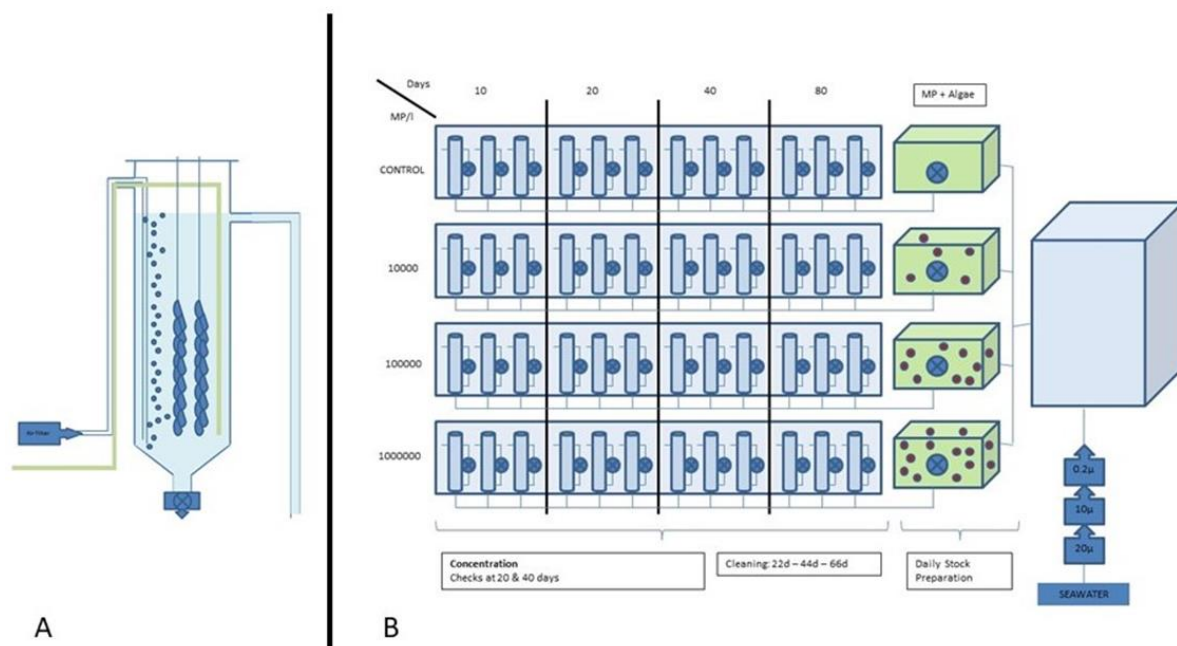 Air Filter
A
Days
10
20
40
80
MP + Algae
MP/l
CONTROL
10000
100000
1000000
0.2µ
10µ
20µ
SEAWATER
Concentration
Checks at 20 & 40 days
Cleaning: 22d – 44d – 66d
Daily Stock
Preparation
B